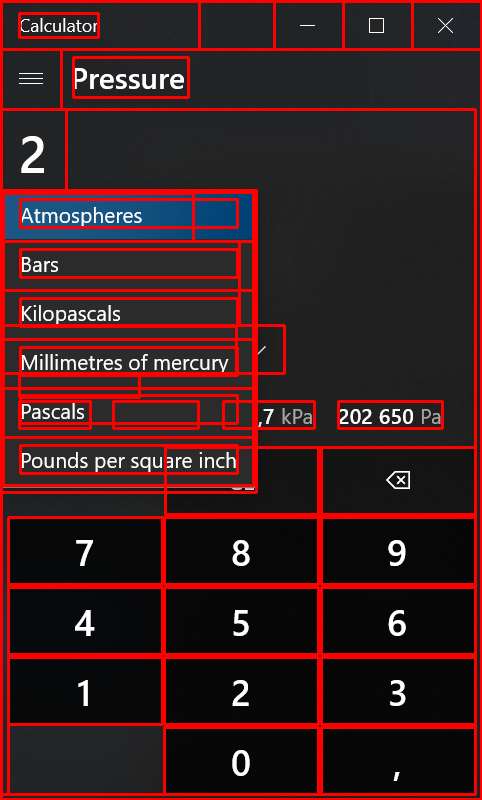 Calculator
Pressure
2
Atmospheres
Bars
Kilopascals
Millimetres of mercury
Pascals
,7 kPa 202 650 Pa
Pounds per square inch
7 8 9
4 5 6
1 2 3
0 ,